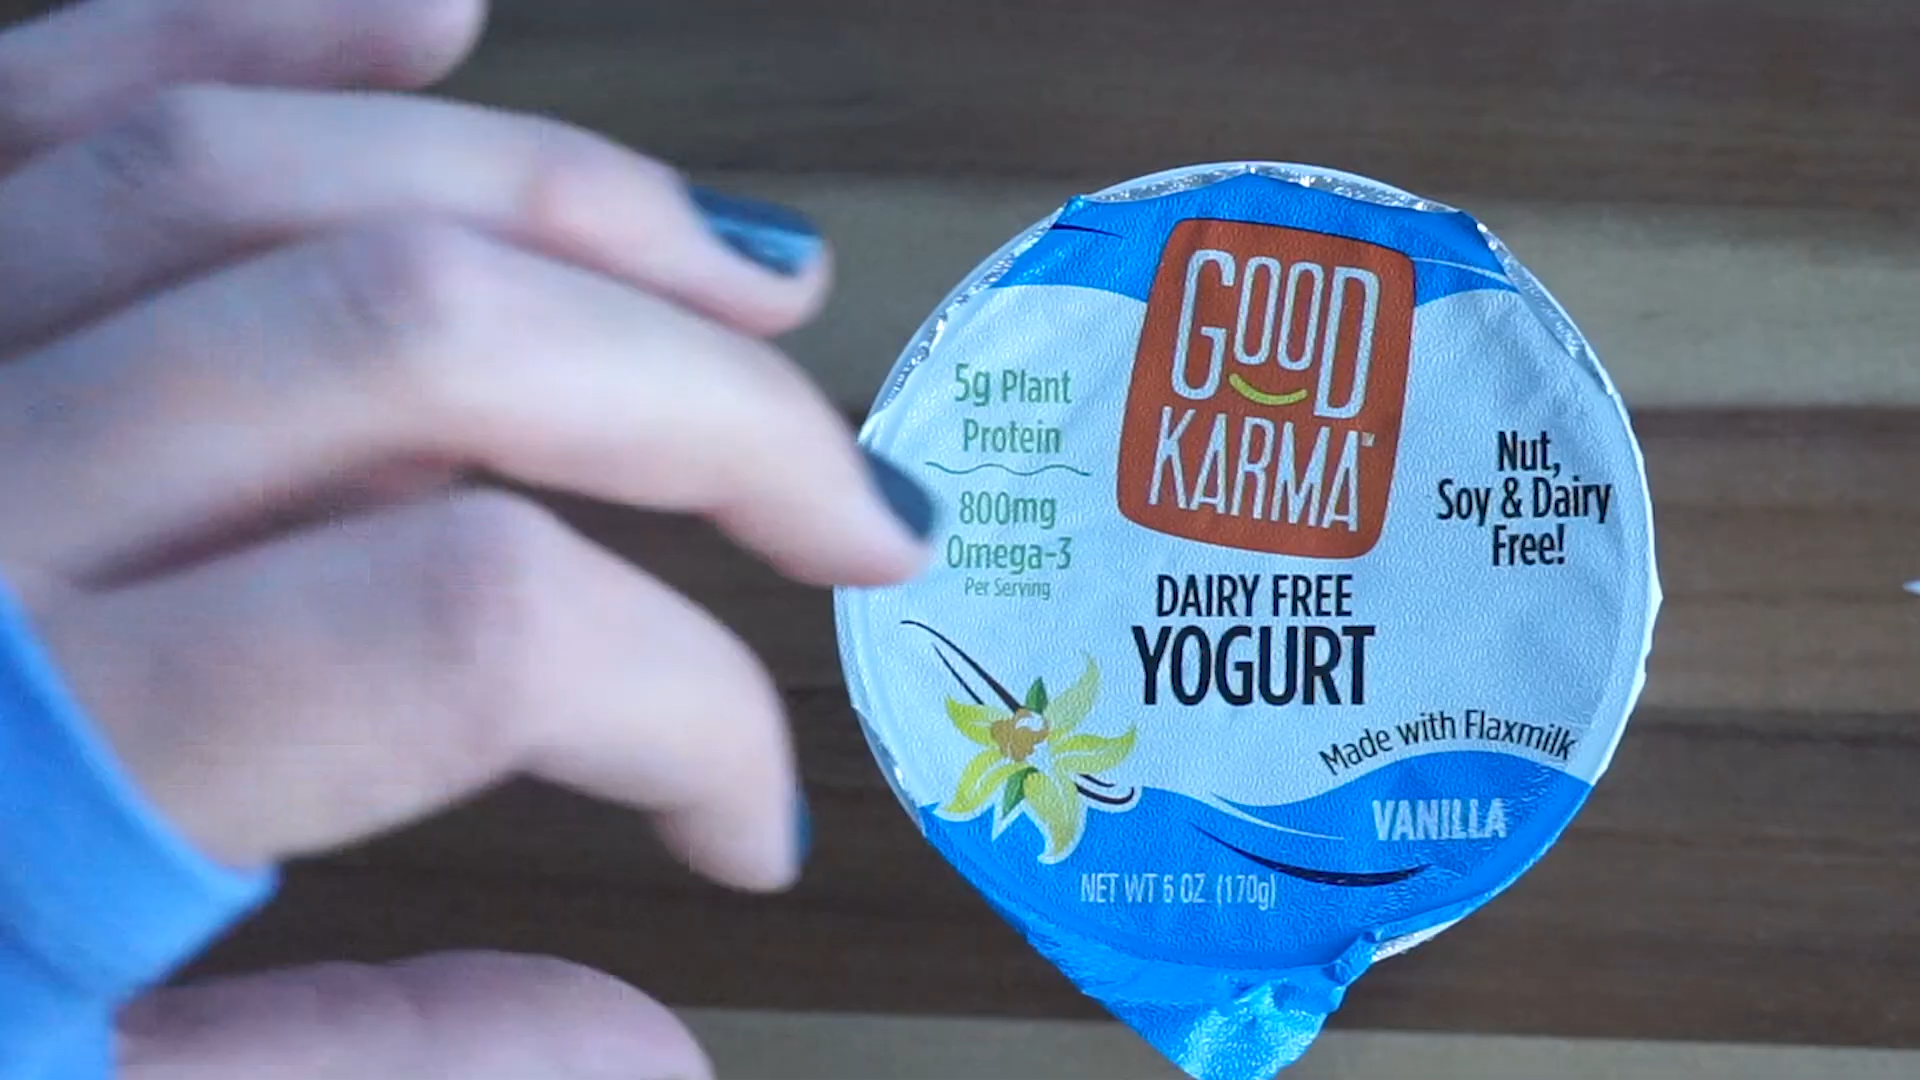 GOOD
KARMA™
5g Plant
Protein
800mg
Omega-3
Per Serving
Nut,
Soy & Dairy
Free!
DAIRY FREE
YOGURT
Made with Flaxmilk
VANILLA
NET WT 6 OZ (170g)